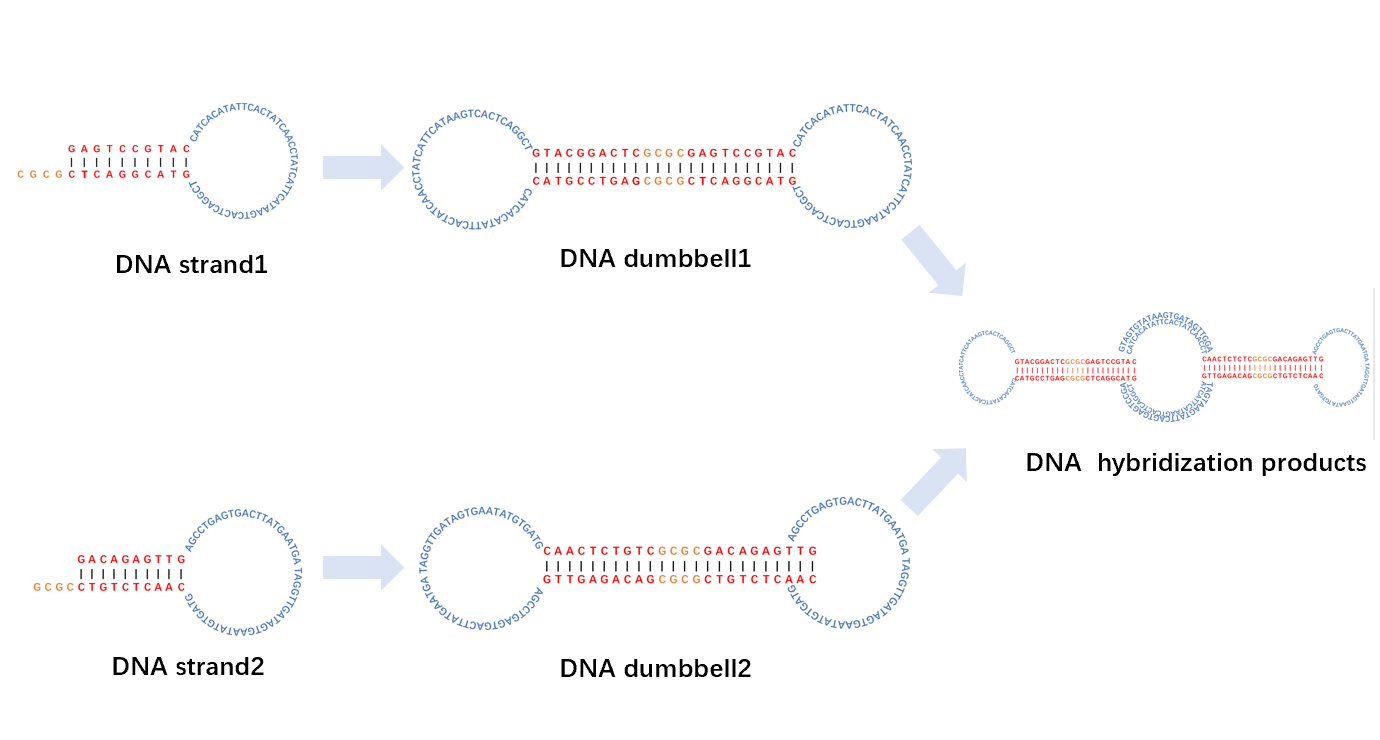 CATCACATATTCACTATCAACCTATCATTCATAAGTCACTCAGGCT
GAGTCCGTAC
CGCGCTCAGGCATG
DNA strand1
GTACGGACTCGCGCGAGTCCGTAC
CATGCCTGAGCGCGCTCAGGCATG
CATCACATATTCACTATCAACCTATCATTCATAAGTCACTCAGGCT
CATCACATATTCACTATCAACCTATCATTCATAAGTCACTCAGGCT
DNA dumbbell1
GTACGGACTCGCGCGAGTCCGTAC
CATGCCTGAGCGCGCTCAGGCATG
CAACTCTCTCGCGCGACAGAGTTG
GTTGAGACAGCGCGCTGTCTCAAC
DNA  hybridization products
AGCCTGAGTGACTTATGAATGA TAGGTTGATAGTGAATATGTGATG
GACAGAGTTG
GCGCCTGTCTCAAC
DNA strand2
AGCCTGAGTGACTTATGAATGA TAGGTTGATAGTGAATATGTGATG
CAACTCTGTCGCGCGACAGAGTTG
GTTGAGACAGCGCGCTGTCTCAAC
AGCCTGAGTGACTTATGAATGA TAGGTTGATAGTGAATATGTGATG
DNA dumbbell2